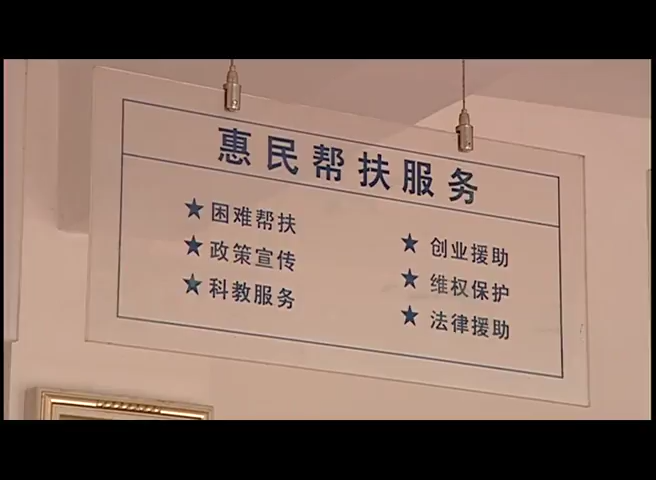 惠民帮扶服务
★困难帮扶
★政策宣传
★科教服务
★创业援助
★维权保护
★法律援助